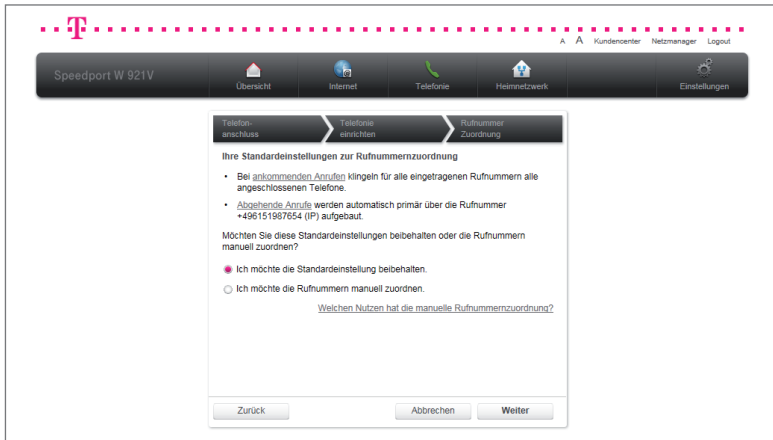 T
A A Kundencenter Netzmanager Logout
Speedport W 921V
Übersicht Internet Telefonie Heimnetzwerk Einstellungen
Telefon-
anschluss
Telefonie
einrichten
Rufnummer
Zuordnung
Ihre Standardeinstellungen zur Rufnummernzuordnung
• Bei ankommenden Anrufen klingeln für alle eingetragenen Rufnummern alle
angeschlossenen Telefone.
• Abgehende Anrufe werden automatisch primär über die Rufnummer
+496151987654 (IP) aufgebaut.
Möchten Sie diese Standardeinstellungen beibehalten oder die Rufnummern
manuell zuordnen?
Ich möchte die Standardeinstellung beibehalten.
Ich möchte die Rufnummern manuell zuordnen.
Welchen Nutzen hat die manuelle Rufnummernzuordnung?
Zurück Abbrechen Weiter